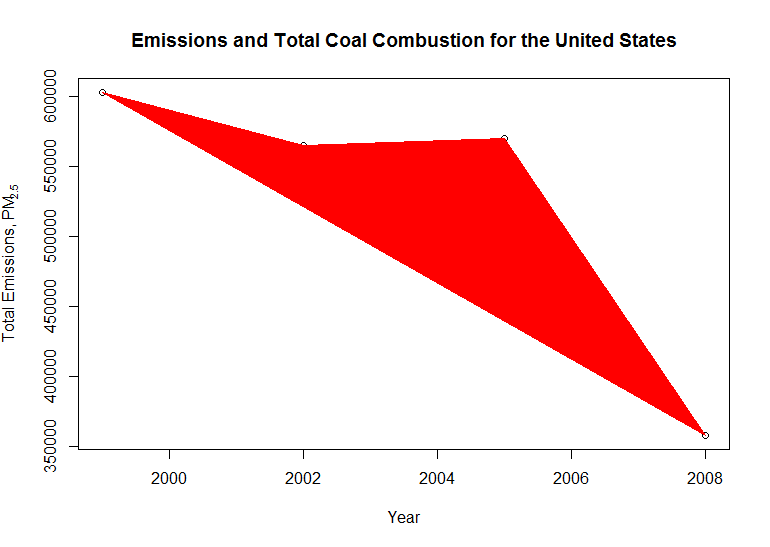 Emissions and Total Coal Combustion for the United States
Total Emissions, PM2.5
600000
550000
500000
450000
400000
350000
2000 2002 2004 2006 2008
Year